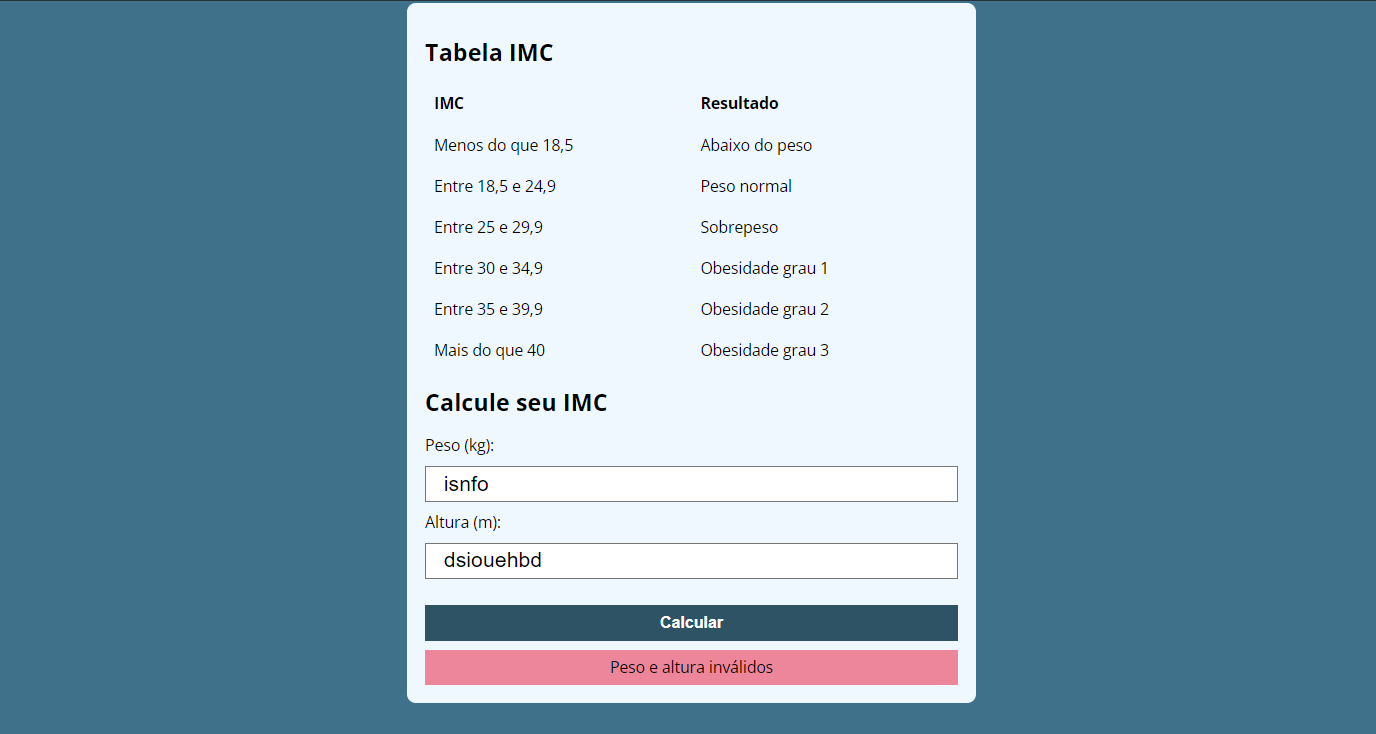 Tabela IMC
IMC Resultado
Menos do que 18,5 Abaixo do peso
Entre 18,5 e 24,9 Peso normal
Entre 25 e 29,9 Sobrepeso
Entre 30 e 34,9 Obesidade grau 1
Entre 35 e 39,9 Obesidade grau 2
Mais do que 40 Obesidade grau 3
Calcule seu IMC
Peso (kg):
isnfo
Altura (m):
dsiouehbd
Calcular
Peso e altura inválidos